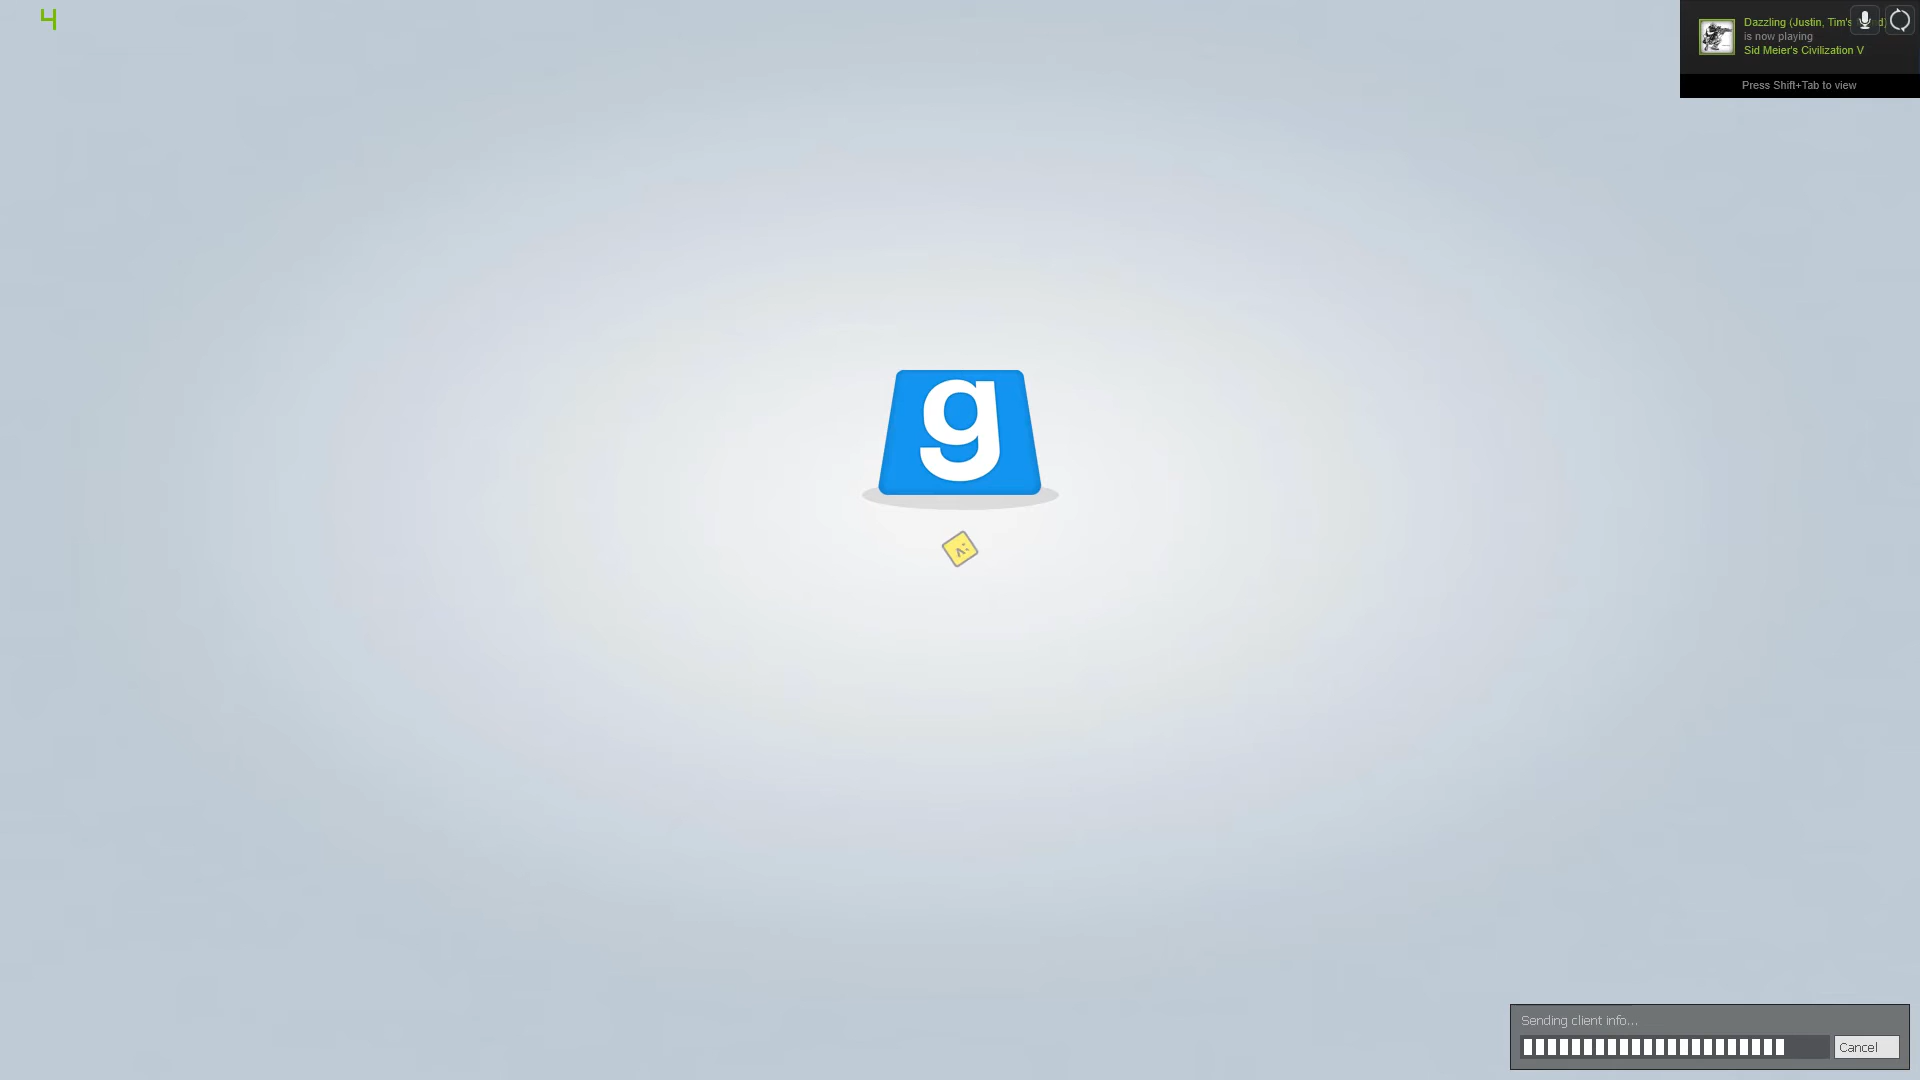 4
Dazzling (Justin, Tim's
is now playing
Sid Meier's Civilization V
Press Shift+Tab to view
g
Sending client info...
Cancel